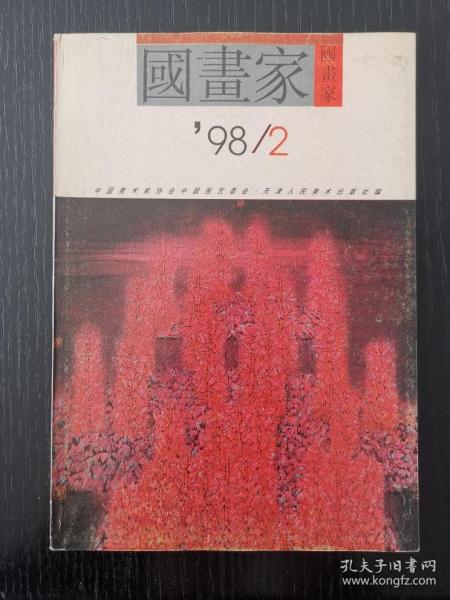 國畫家
國畫家
'98/2
中国美术家协会中国画艺委会·天津人民美术出版社编
孔夫子旧书网
www.kongfz.com